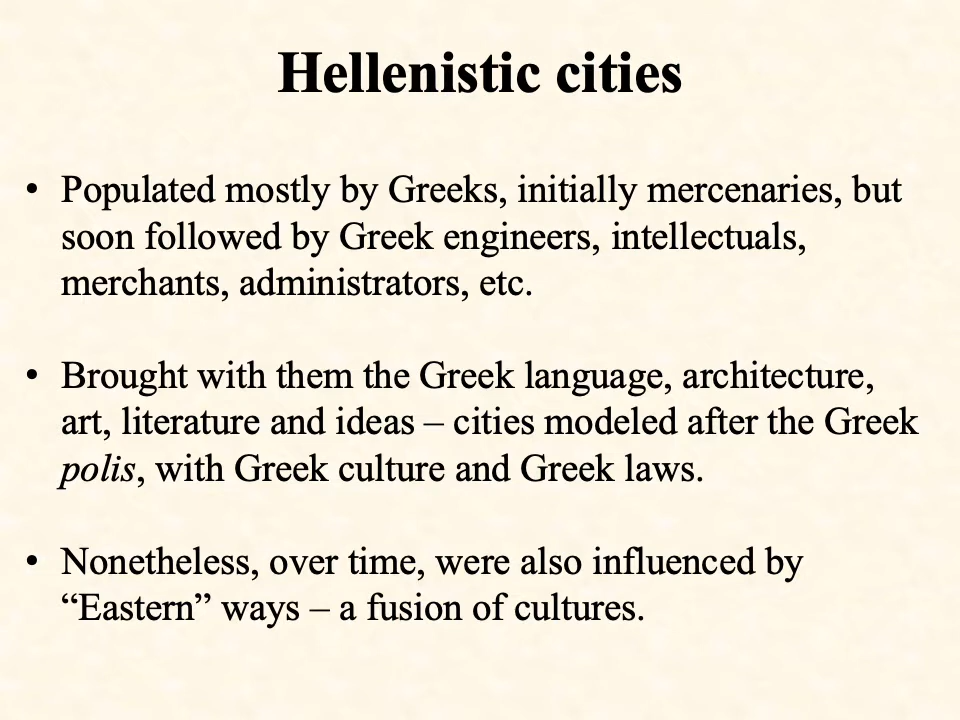 Hellenistic cities
• Populated mostly by Greeks, initially mercenaries, but
soon followed by Greek engineers, intellectuals,
merchants, administrators, etc.
• Brought with them the Greek language, architecture,
art, literature and ideas – cities modeled after the Greek
polis, with Greek culture and Greek laws.
• Nonetheless, over time, were also influenced by
“Eastern” ways – a fusion of cultures.